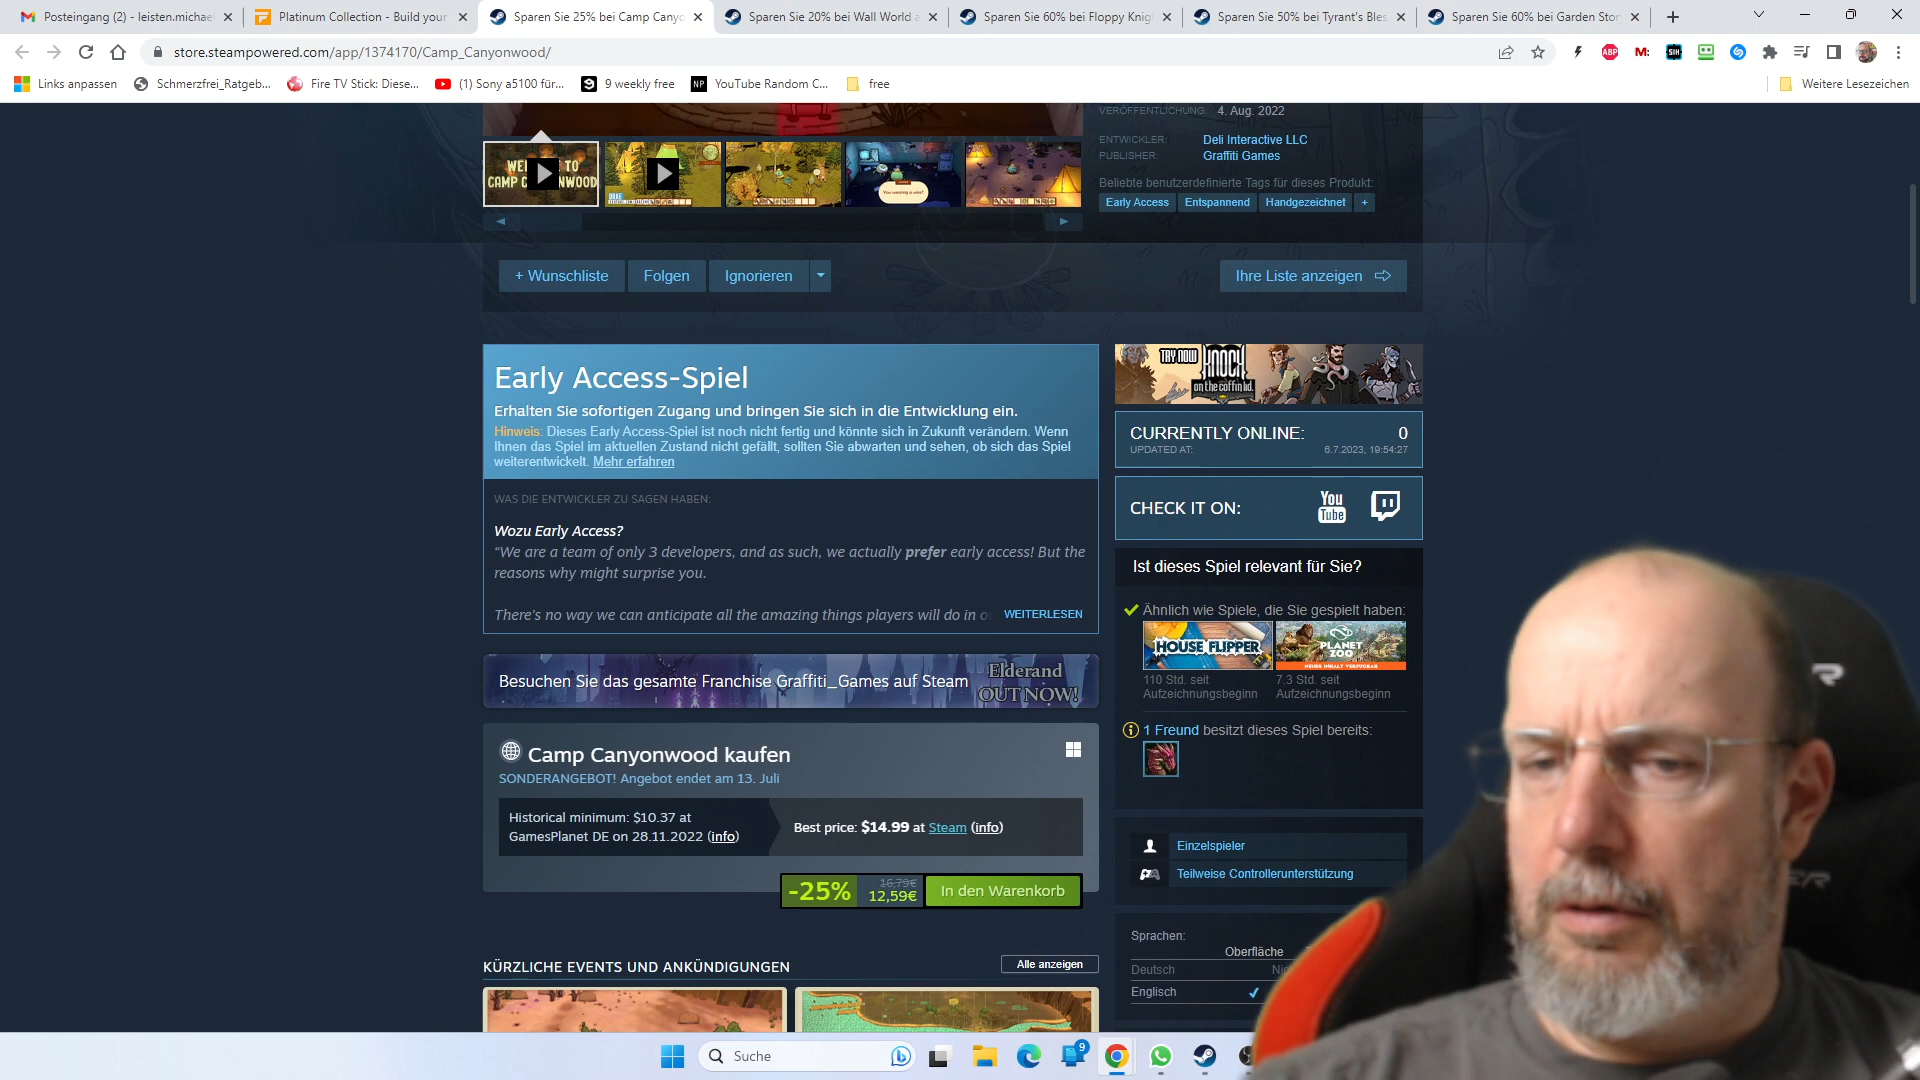 Posteingang (2) - leisten.michae
Platinum Collection - Build your
Sparen Sie 25% bei Camp Canyo
Sparen Sie 20% bei Wall World a
Sparen Sie 60% bei Floppy Knig
Sparen Sie 50% bei Tyrant's Bles
Sparen Sie 60% bei Garden Stor
store.steampowered.com/app/1374170/Camp_Canyonwood/
ABP
M:
SIH
Links anpassen
Schmerzfrei_Ratgeb...
Fire TV Stick: Diese...
(1) Sony a5100 für...
9 weekly free
NP
YouTube Random C...
free
Weitere Lesezeichen
VERÖFFENTLICHUNG: 4. Aug. 2022
ENTWICKLER: Deli Interactive LLC
PUBLISHER: Graffiti Games
Beliebte benutzerdefinierte Tags für dieses Produkt:
Early Access
Entspannend
Handgezeichnet
+
+ Wunschliste
Folgen
Ignorieren
Ihre Liste anzeigen
Early Access-Spiel
Erhalten Sie sofortigen Zugang und bringen Sie sich in die Entwicklung ein.
Hinweis: Dieses Early Access-Spiel ist noch nicht fertig und könnte sich in Zukunft verändern. Wenn
Ihnen das Spiel im aktuellen Zustand nicht gefällt, sollten Sie abwarten und sehen, ob sich das Spiel
weiterentwickelt. Mehr erfahren
WAS DIE ENTWICKLER ZU SAGEN HABEN:
Wozu Early Access?
“We are a team of only 3 developers, and as such, we actually prefer early access! But the
reasons why might surprise you.
There's no way we can anticipate all the amazing things players will do in o
WEITERLESEN
Besuchen Sie das gesamte Franchise Graffiti_Games auf Steam
Elderand
OUT NOW!
Camp Canyonwood kaufen
SONDERANGEBOT! Angebot endet am 13. Juli
Historical minimum: $10.37 at
GamesPlanet DE on 28.11.2022 (info)
Best price: $14.99 at Steam (info)
-25%
16,79€
12,59€
In den Warenkorb
KÜRZLICHE EVENTS UND ANKÜNDIGUNGEN
Alle anzeigen
TRY NOW
KNOCK
on the coffin lid.
CURRENTLY ONLINE: 0
UPDATED AT: 6.7.2023, 19:54:27
CHECK IT ON:
You
Tube
Ist dieses Spiel relevant für Sie?
Ähnlich wie Spiele, die Sie gespielt haben:
HOUSE FLIPPER
PLANET
ZOO
NEUER INHALT VERFÜGBAR
110 Std. seit
Aufzeichnungsbeginn
7.3 Std. seit
Aufzeichnungsbeginn
1 Freund besitzt dieses Spiel bereits:
Einzelspieler
Teilweise Controllerunterstützung
Sprachen:
Oberfläche
Deutsch
Englisch
Suche
9